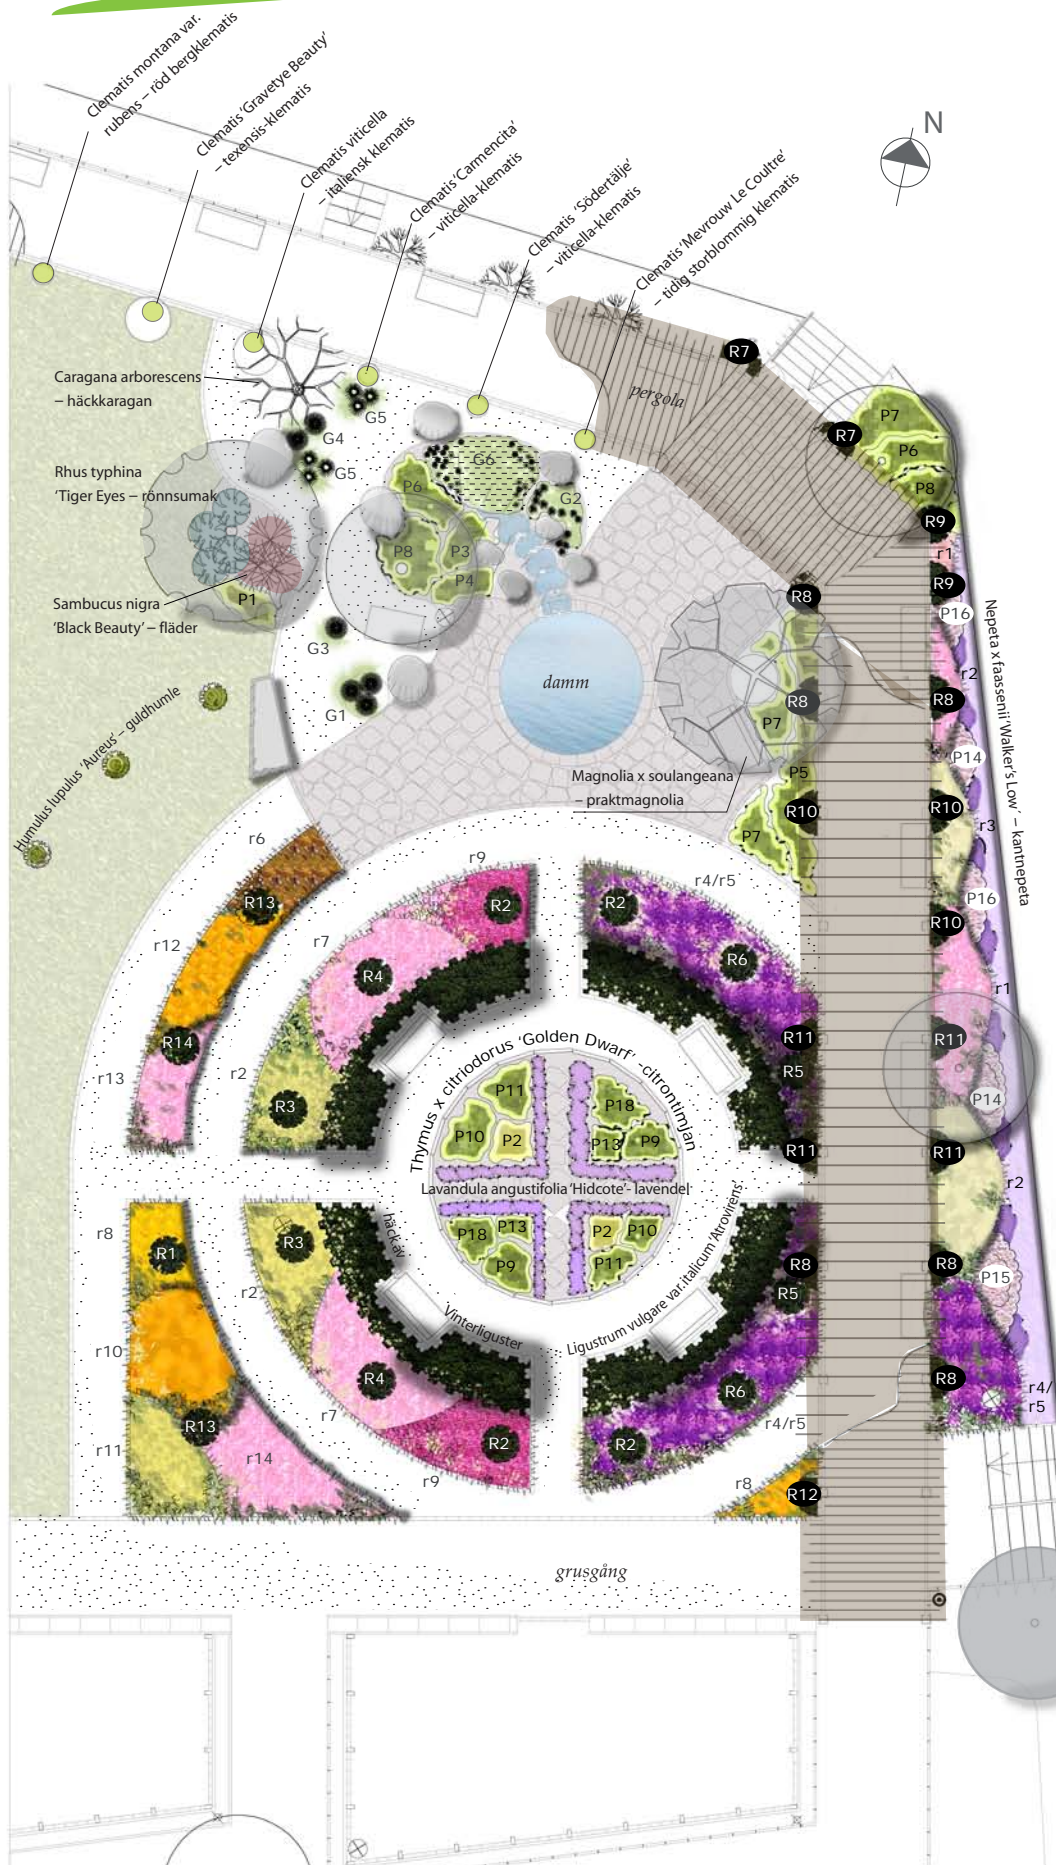 Clematis montana var.
rubens – röd bergklematis
Clematis 'Gravetye Beauty'
– texensis-klematis
Clematis viticella
– italiensk klematis
Clematis 'Carmencita'
– viticella-klematis
Clematis 'Södertälje'
– viticella-klematis
Clematis 'Mevrouw Le Coultre'
– tidig storblommig klematis
N
R7
pergola
Caragana arborescens
– häckkaragan
G5
G4
G5
P7
R7
P6
P8
R9
Rhus typhina
'Tiger Eyes – rönnsumak
G6
P6
G2
P8
P3
P4
r1
R9
P16
Sambucus nigra
'Black Beauty' – fläder
P1
R8
G3
r2
R8
R8
damm
G1
P7
P14
Humulus lupulus 'Aureus' – guldhumle
Magnolia x soulangeana
– praktmagnolia
P5
R10
R10
P7
r3
Nepeta x faassenii 'Walker's Low' – kantnepeta
r6
r9
r4/r5
R13
R2
R2
P16
R10
r12
r7
R4
R6
r1
R14
R11
R11
r13
r2
R5
R3
P14
R11
R11
Thymus x citriodorus 'Golden Dwarf' -citrontimjan
P11
P18
P10
P2
P13
P9
Lavandula angustifolia 'Hidcote'- lavendel
r2
P18
P13
P2
P10
P9
P11
r8
R1
R3
häck av
Vinterliguster
Ligustrum vulgare var.italicum 'Atrovirens'
R8
R5
R8
P15
r2
r10
R4
R6
R8
r4/
r5
r7
r4/r5
r11
R13
r14
R2
R2
r9
r8
R12
grusgång